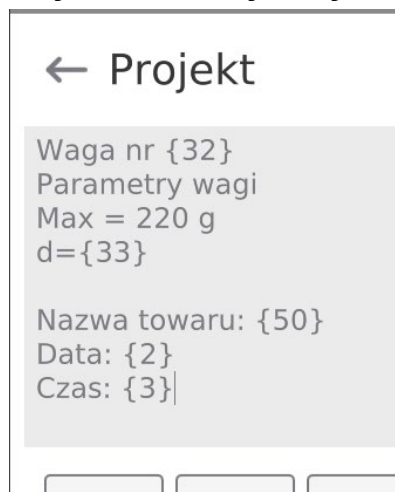 ← Projekt
Waga nr {32}
Parametry wagi
Max = 220 g
d={33}
Nazwa towaru: {50}
Data: {2}
Czas: {3}